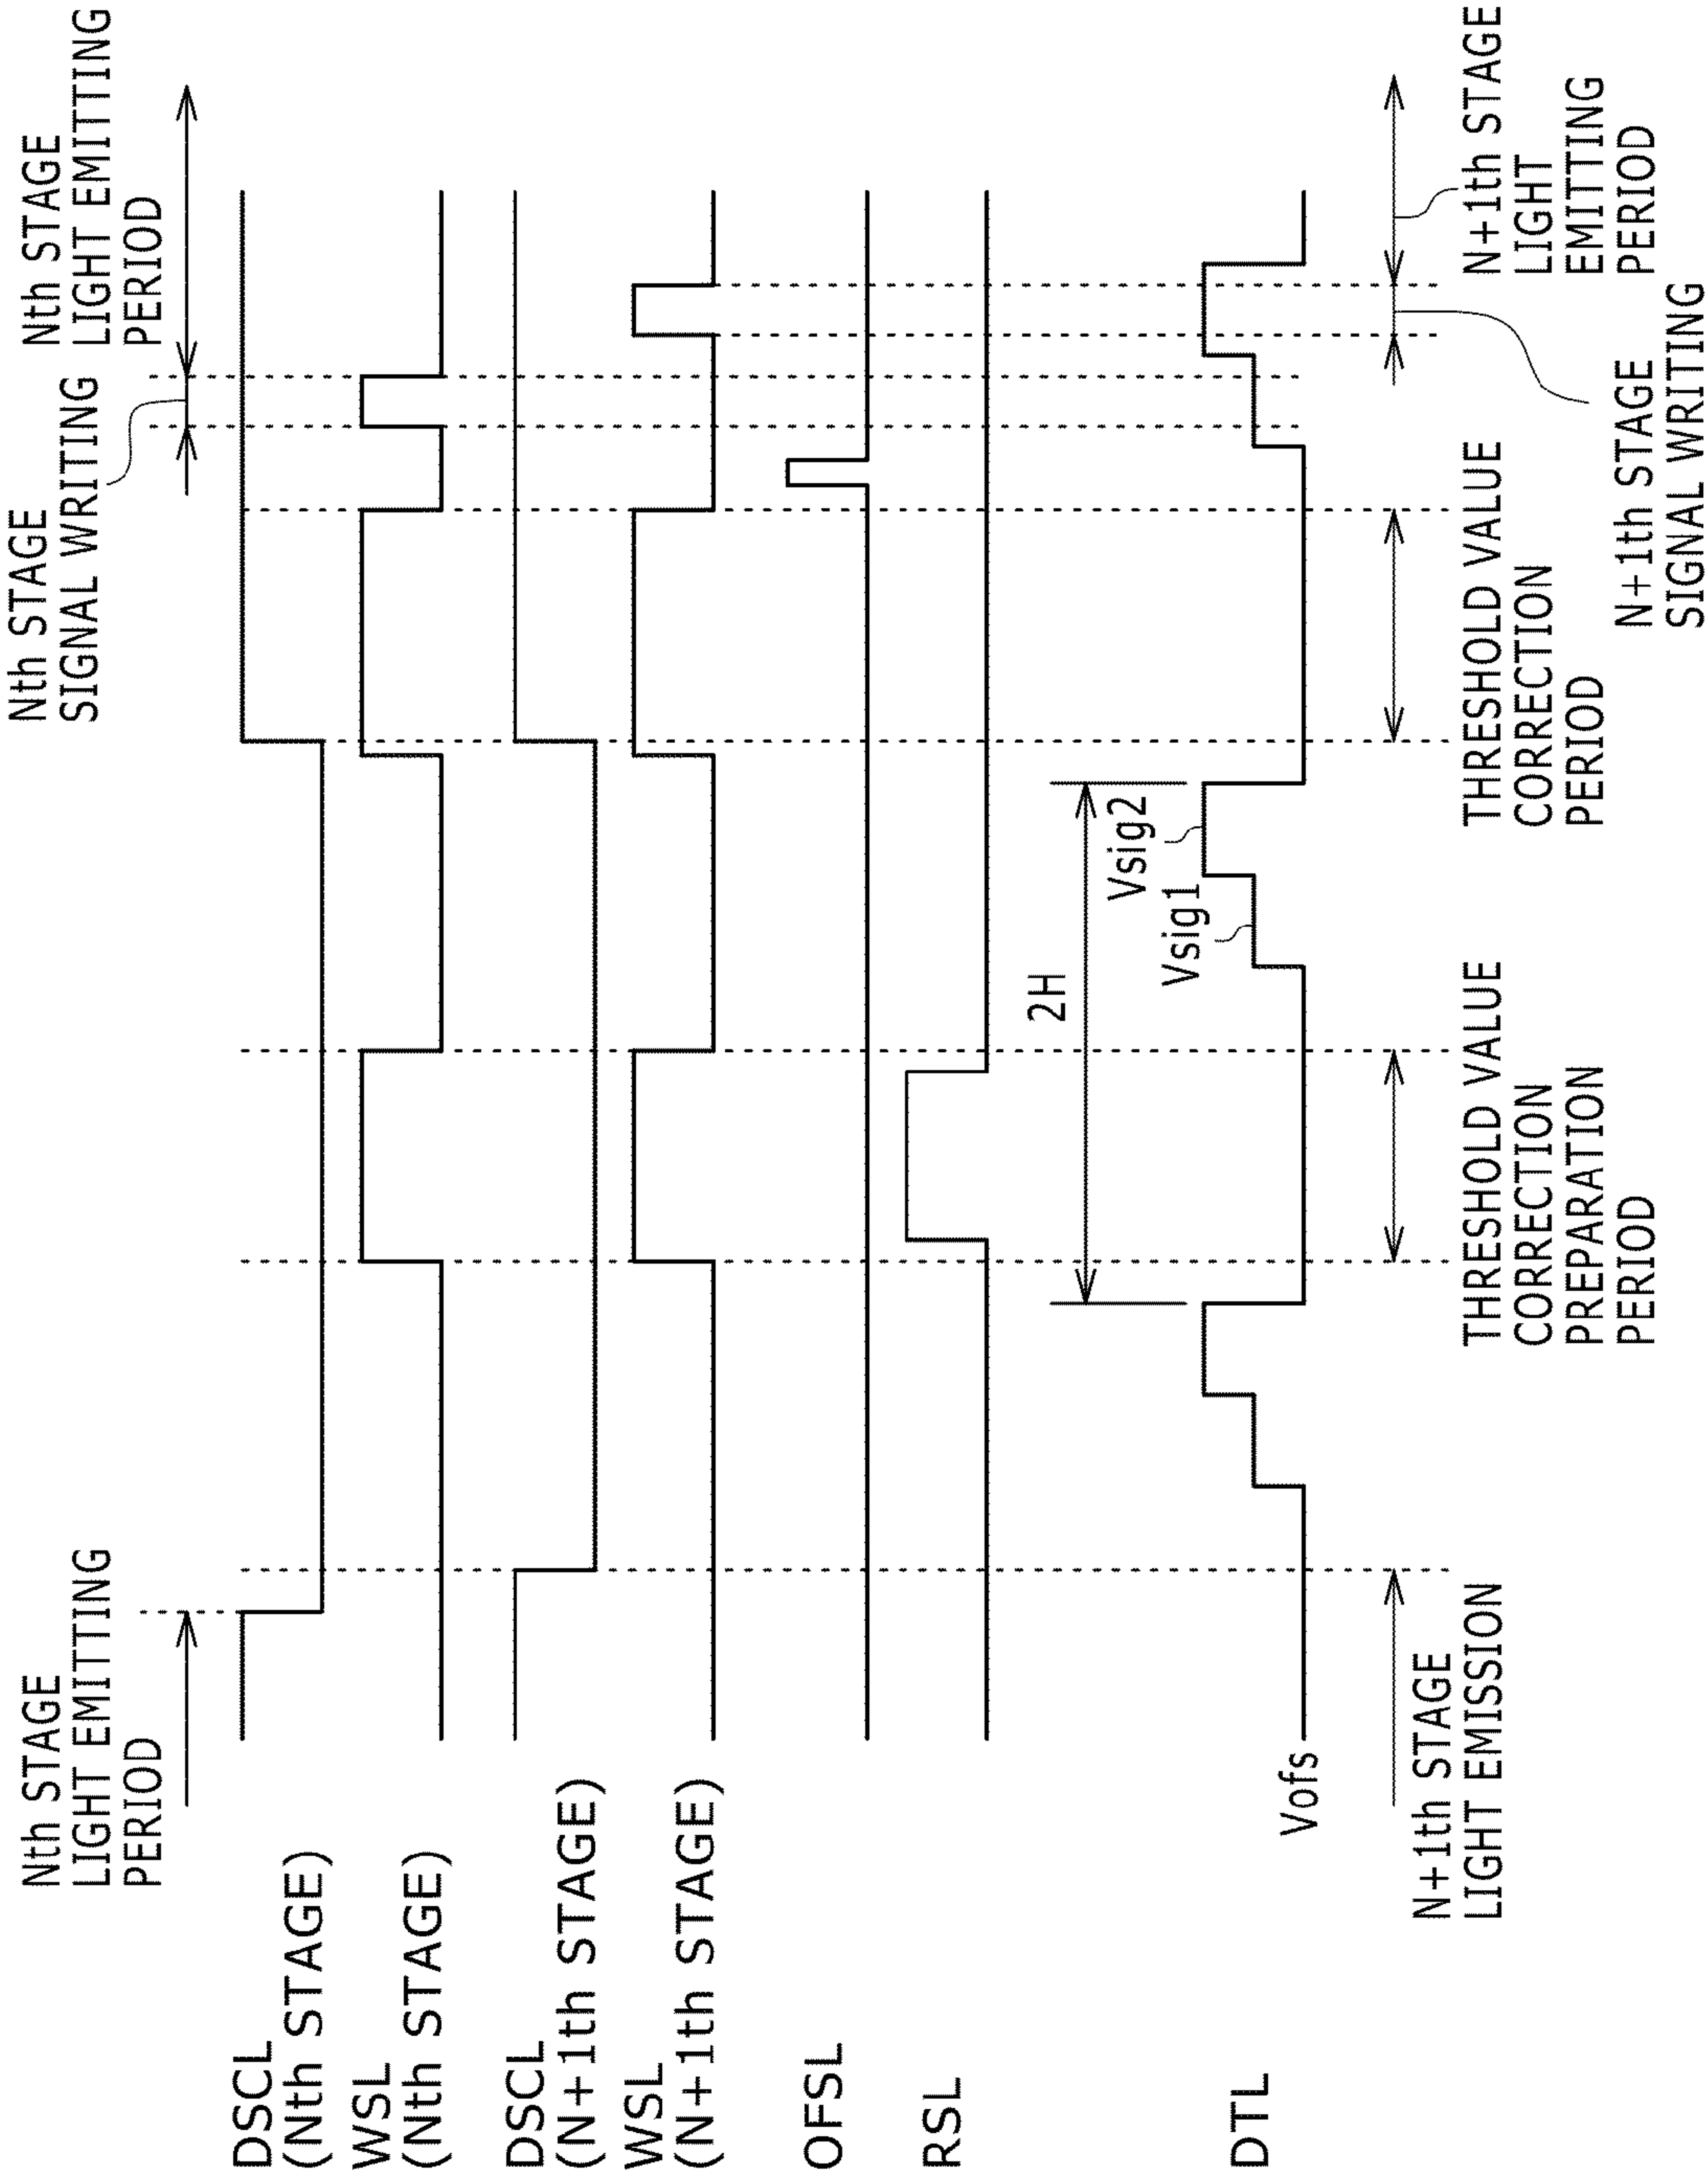 Nth STAGE
LIGHT EMITTING
PERIOD
Nth STAGE
SIGNAL WRITING
Nth STAGE
LIGHT EMITTING
PERIOD
DSCL
(Nth STAGE)
WSL
(Nth STAGE)
DSCL
(N+1th STAGE)
WSL
(N+1th STAGE)
OFSL
RSL
2H
Vsig2
Vsig1
DTL
Vofs
N+1th STAGE
LIGHT EMISSION
THRESHOLD VALUE
CORRECTION
PREPARATION
PERIOD
THRESHOLD VALUE
CORRECTION
PERIOD
N+1th STAGE
LIGHT
EMITTING
PERIOD
N+1th STAGE
SIGNAL WRITING